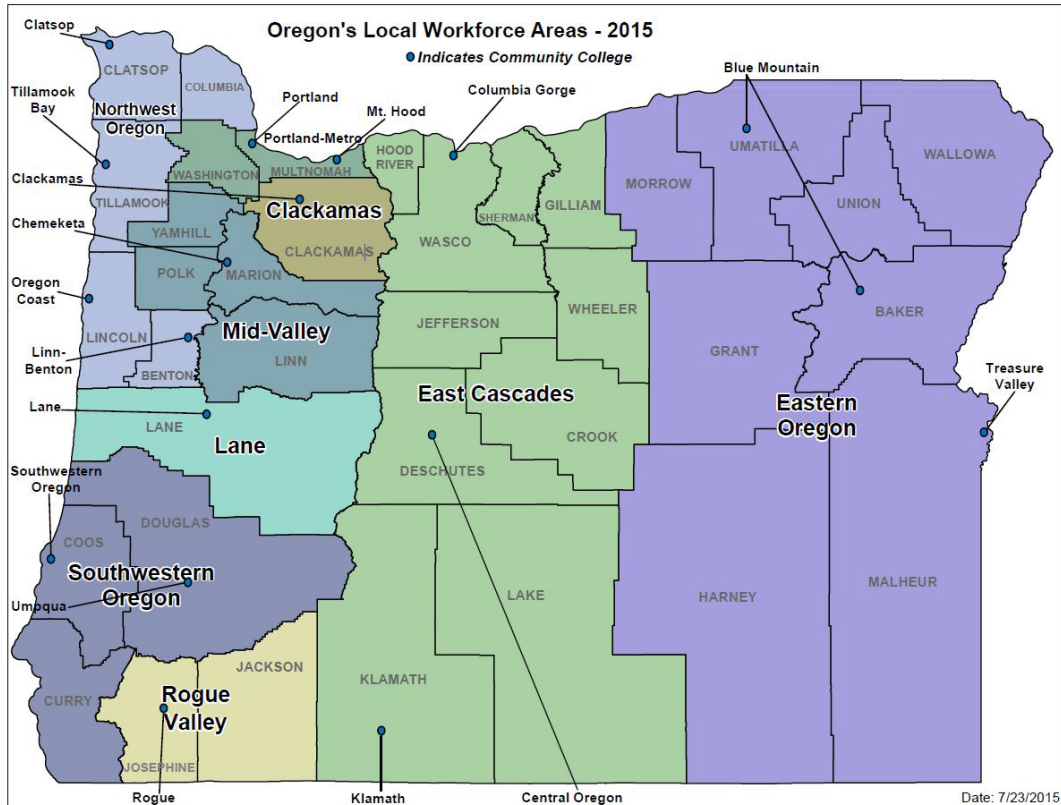 Oregon's Local Workforce Areas - 2015
Indicates Community College
Clatsop
Tillamook
Bay
Clackamas
Chemeketa
Oregon
Coast
Linn-
Benton
Lane
Southwestern
Oregon
Umpqua
Portland
Mt. Hood
Columbia Gorge
Blue Mountain
Treasure
Valley
CLATSOP
COLUMBIA
Northwest
Oregon
Portland-Metro
WASHINGTON
MULTNOMAH
HOOD
RIVER
TILLAMOOK
YAMHILL
Clackamas
CLACKAMAS
POLK
MARION
Mid-Valley
LINCOLN
BENTON
LINN
LANE
Lane
DOUGLAS
COOS
Southwestern
Oregon
CURRY
Rogue
Valley
JACKSON
JOSEPHINE
WASCO
SHERMAN
GILLIAM
JEFFERSON
WHEELER
East Cascades
CROOK
DESCHUTES
LAKE
KLAMATH
MORROW
UMATILLA
UNION
WALLOWA
GRANT
BAKER
Eastern
Oregon
HARNEY
MALHEUR
Rogue
Klamath
Central Oregon
Date: 7/23/2015